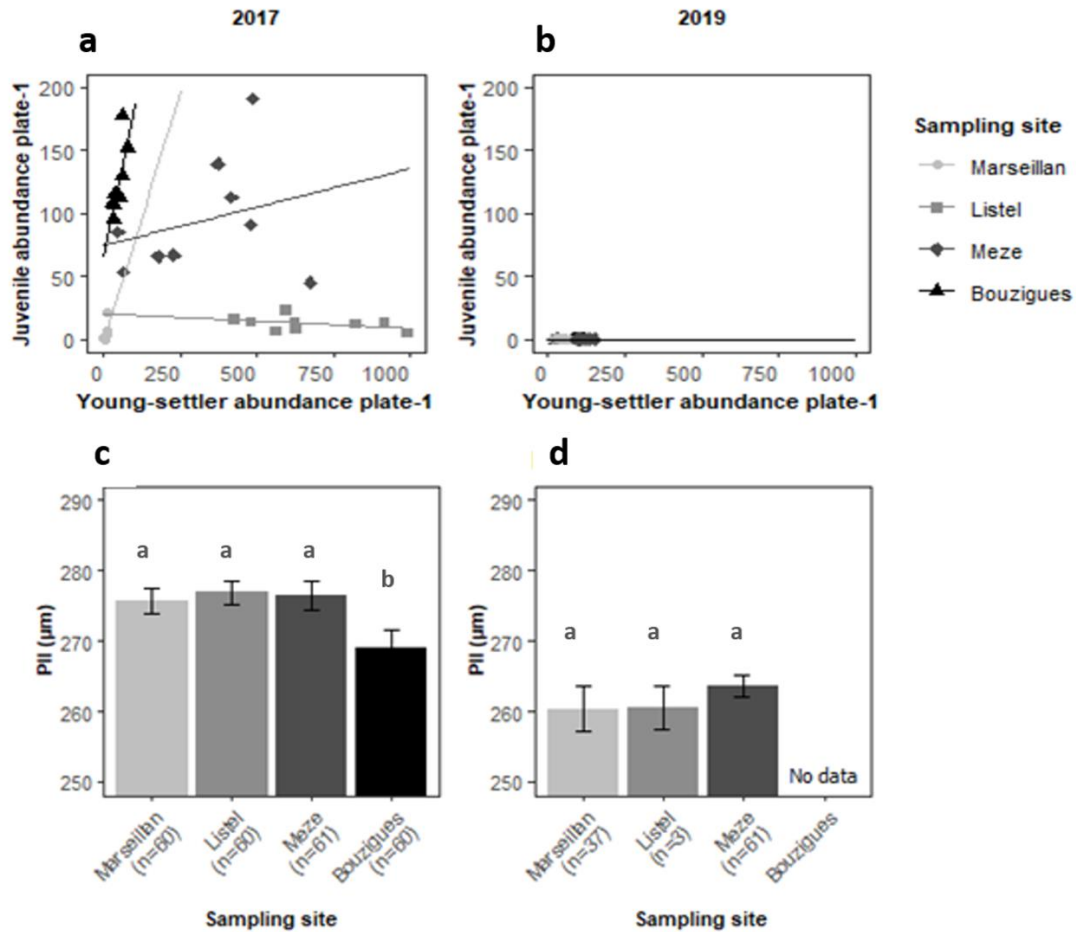 2017
2019
a
b
Juvenile abundance plate-1
200
150
100
50
0
0 250 500 750 1000
Young-settler abundance plate-1
Juvenile abundance plate-1
200
150
100
50
0
0 250 500 750 1000
Young-settler abundance plate-1
Sampling site
Marseillan
Listel
Meze
Bouzigues
c
d
PII (µm)
290
280
270
260
250
a a a b
Marseillan
(n=60)
Listel
(n=60)
Meze
(n=61)
Bouzigues
(n=60)
Sampling site
PII (µm)
290
280
270
260
250
a a a
No data
Marseillan
(n=37)
Listel
(n=3)
Meze
(n=61)
Bouzigues
Sampling site